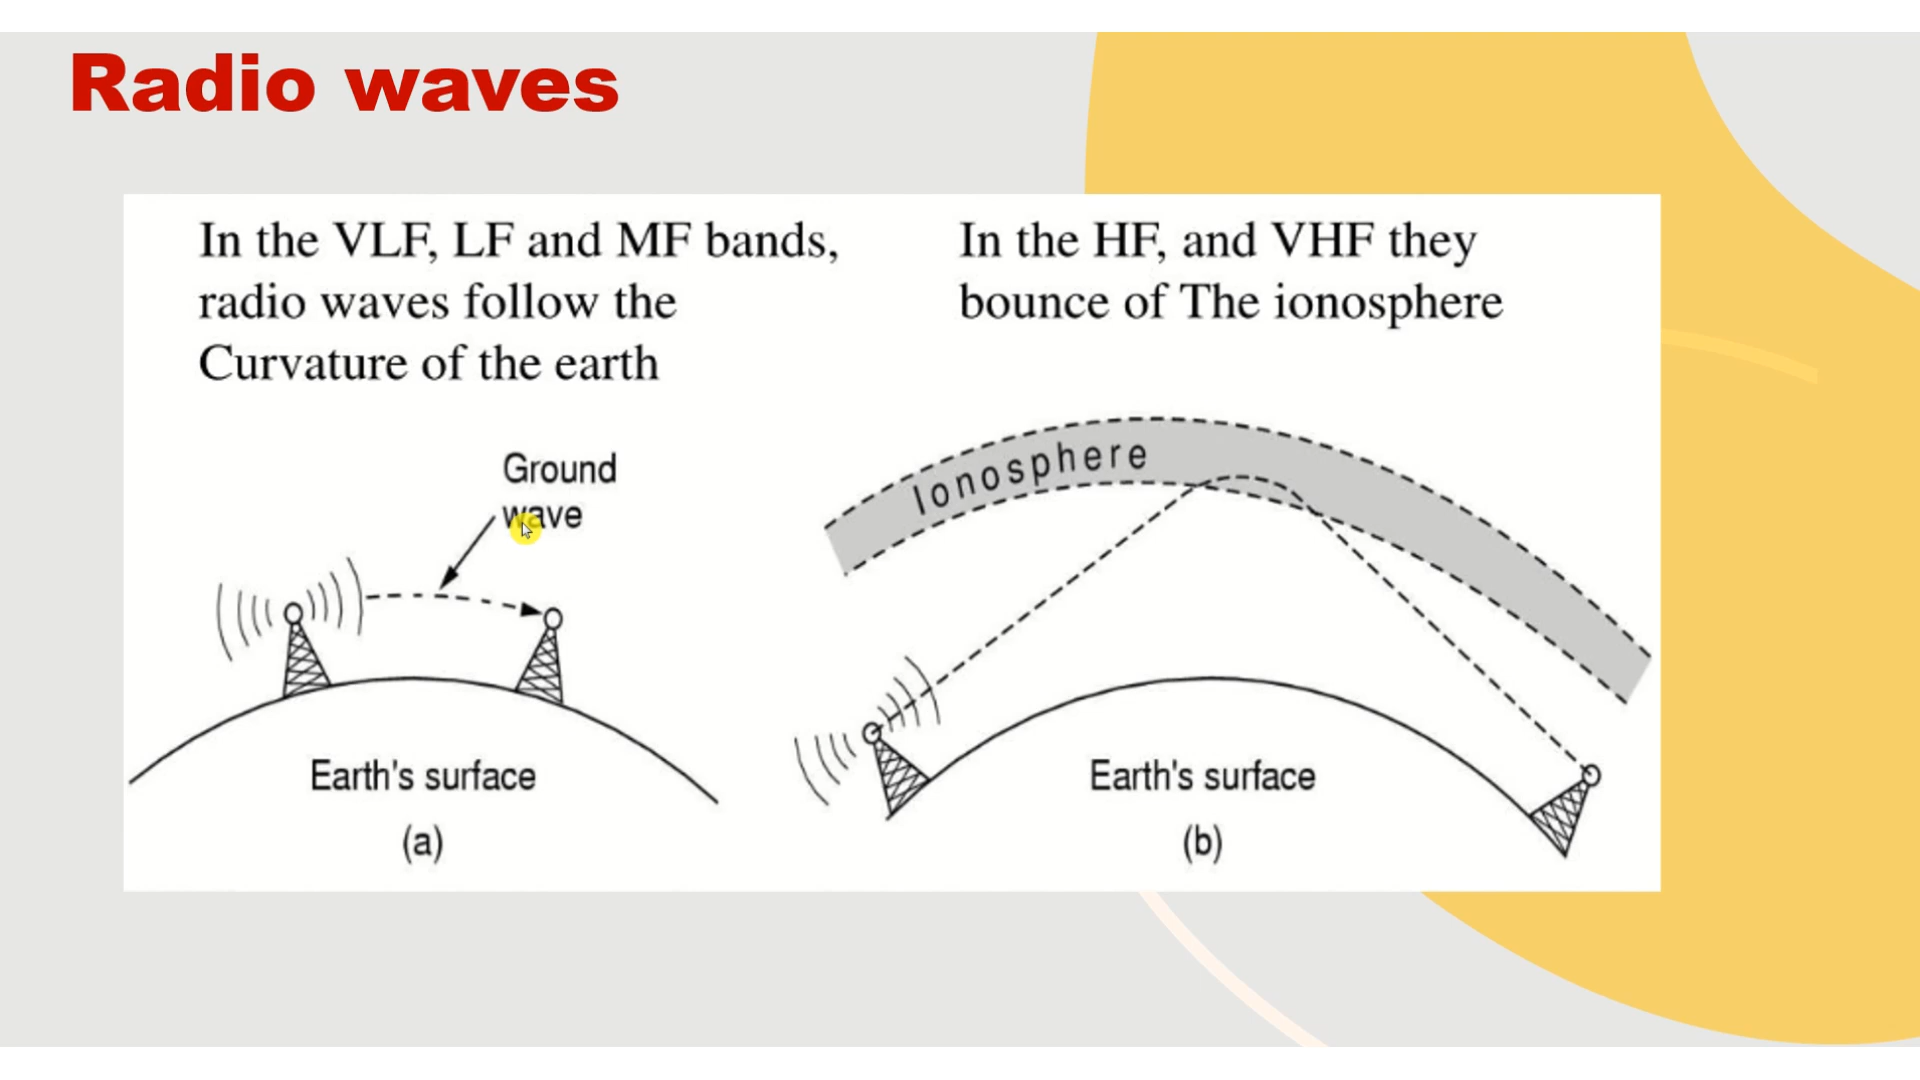 Radio waves
In the VLF, LF and MF bands,
radio waves follow the
Curvature of the earth
In the HF, and VHF they
bounce of The ionosphere
Ground
wave
Earth's surface
(a)
Ionosphere
Earth's surface
(b)